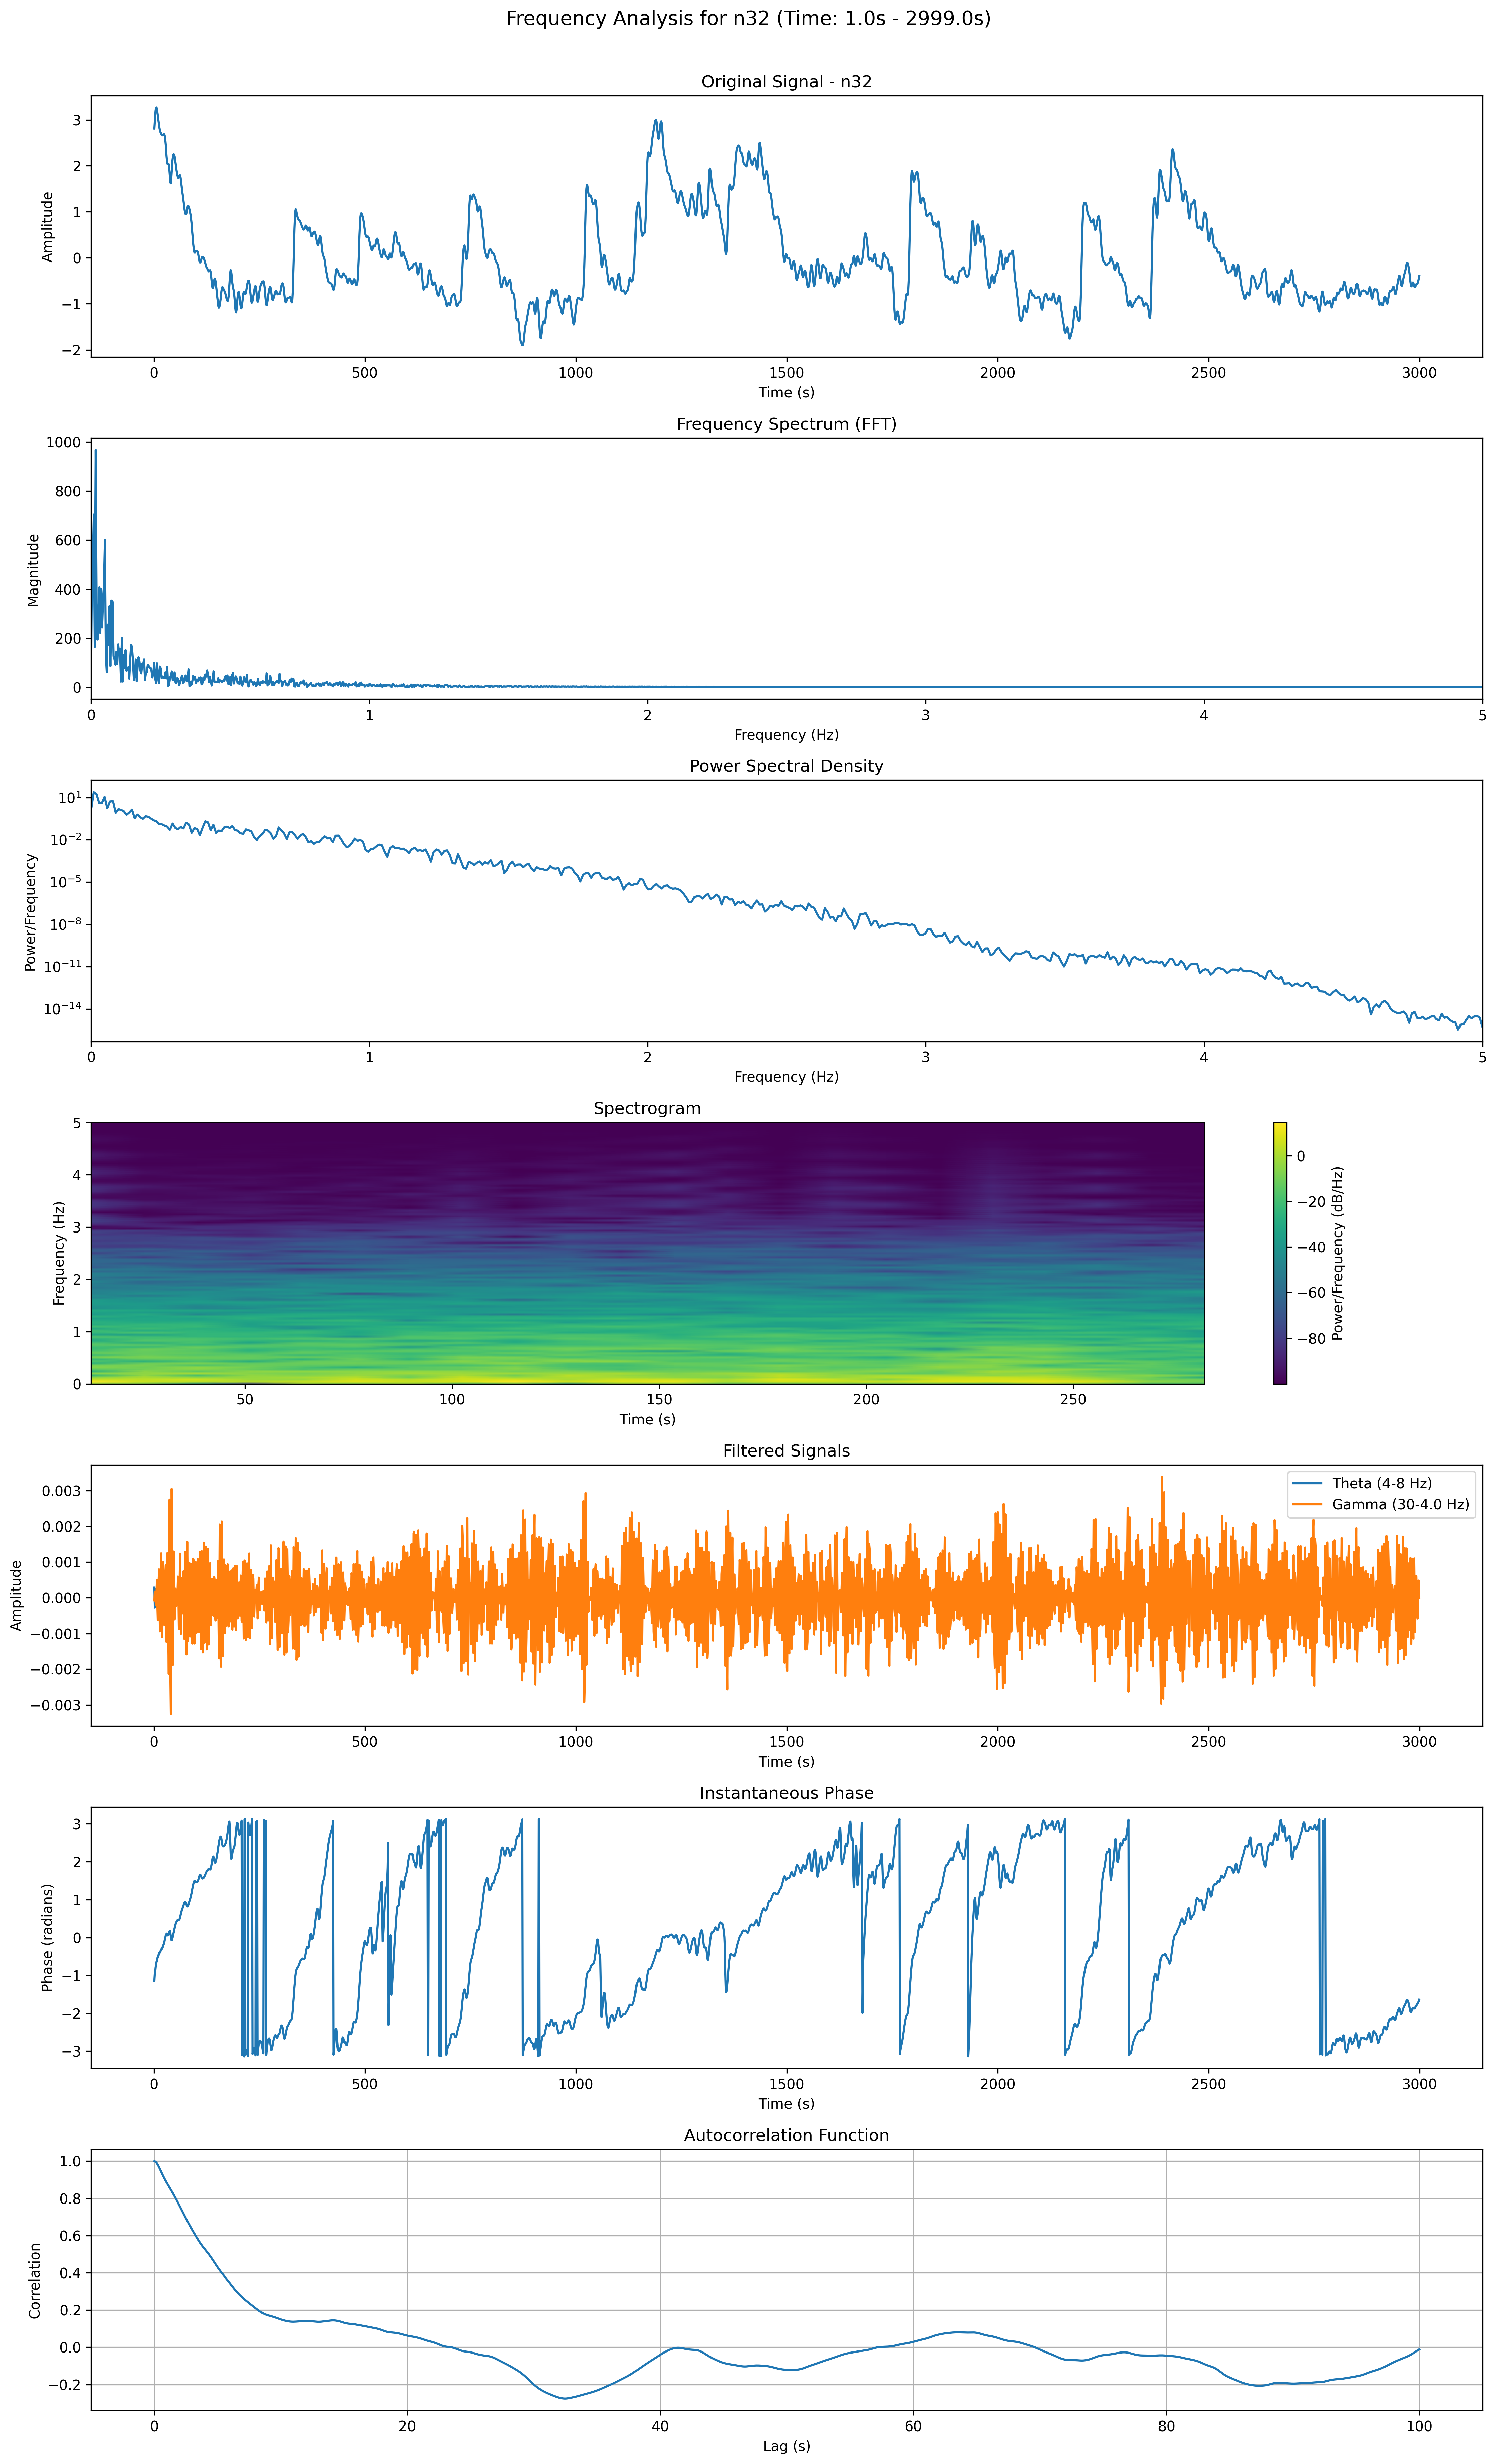 Frequency Analysis for n32 (Time: 1.0s - 2999.0s)
Original Signal - n32
Amplitude
3
2
1
0
−1
−2
0 500 1000 1500 2000 2500 3000
Time (s)
Frequency Spectrum (FFT)
Magnitude
1000
800
600
400
200
0
0 1 2 3 4 5
Frequency (Hz)
Power Spectral Density
Power/Frequency
10¹
10⁻²
10⁻⁵
10⁻⁸
10⁻¹¹
10⁻¹⁴
0 1 2 3 4 5
Frequency (Hz)
Spectrogram
Frequency (Hz)
5
4
3
2
1
0
50 100 150 200 250
Time (s)
0
−20
−40
−60
−80
Power/Frequency (dB/Hz)
Filtered Signals
Amplitude
0.003
0.002
0.001
0.000
−0.001
−0.002
−0.003
Theta (4-8 Hz)
Gamma (30-4.0 Hz)
0 500 1000 1500 2000 2500 3000
Time (s)
Instantaneous Phase
Phase (radians)
3
2
1
0
−1
−2
−3
0 500 1000 1500 2000 2500 3000
Time (s)
Autocorrelation Function
Correlation
1.0
0.8
0.6
0.4
0.2
0.0
−0.2
0 20 40 60 80 100
Lag (s)